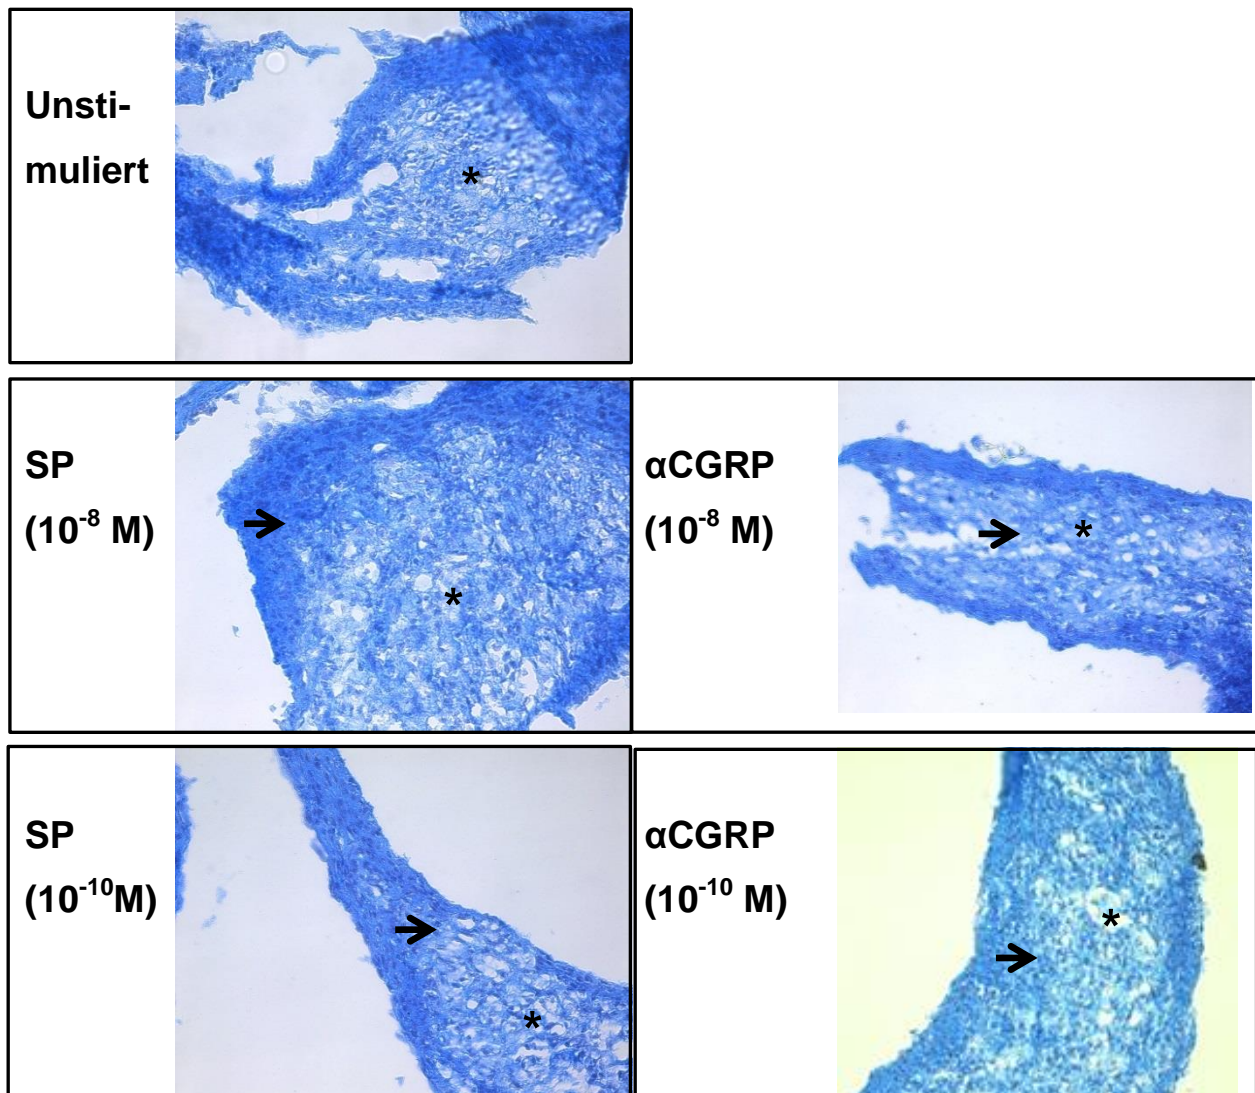 Unsti-
muliert
*
SP
(10⁻⁸ M)
*
αCGRP
(10⁻⁸ M)
*
SP
(10⁻¹⁰M)
*
αCGRP
(10⁻¹⁰ M)
*